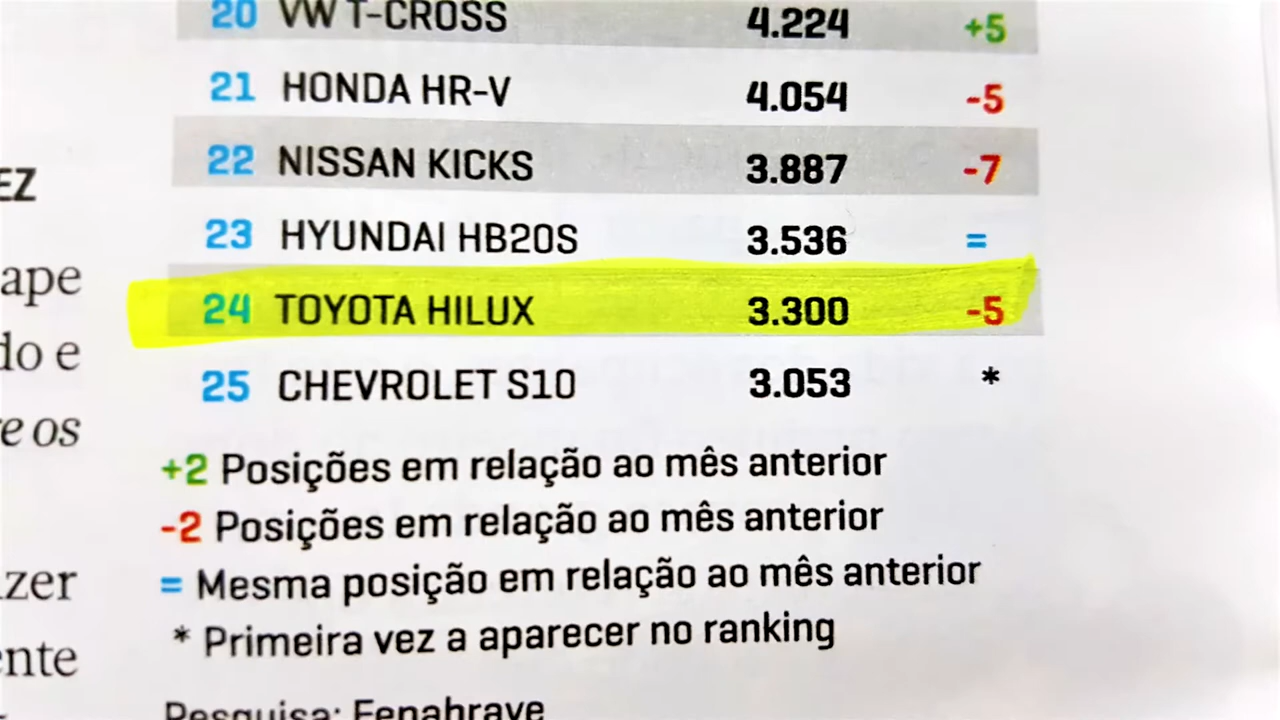 20 VW T-CROSS 4.224 +5
21 HONDA HR-V 4.054 -5
22 NISSAN KICKS 3.887 -7
23 HYUNDAI HB20S 3.536 =
24 TOYOTA HILUX 3.300 -5
25 CHEVROLET S10 3.053 *
+2 Posições em relação ao mês anterior
-2 Posições em relação ao mês anterior
= Mesma posição em relação ao mês anterior
* Primeira vez a aparecer no ranking
Pesquisa: Fenabrave
EZ
ape
do e
e os
zer
ente